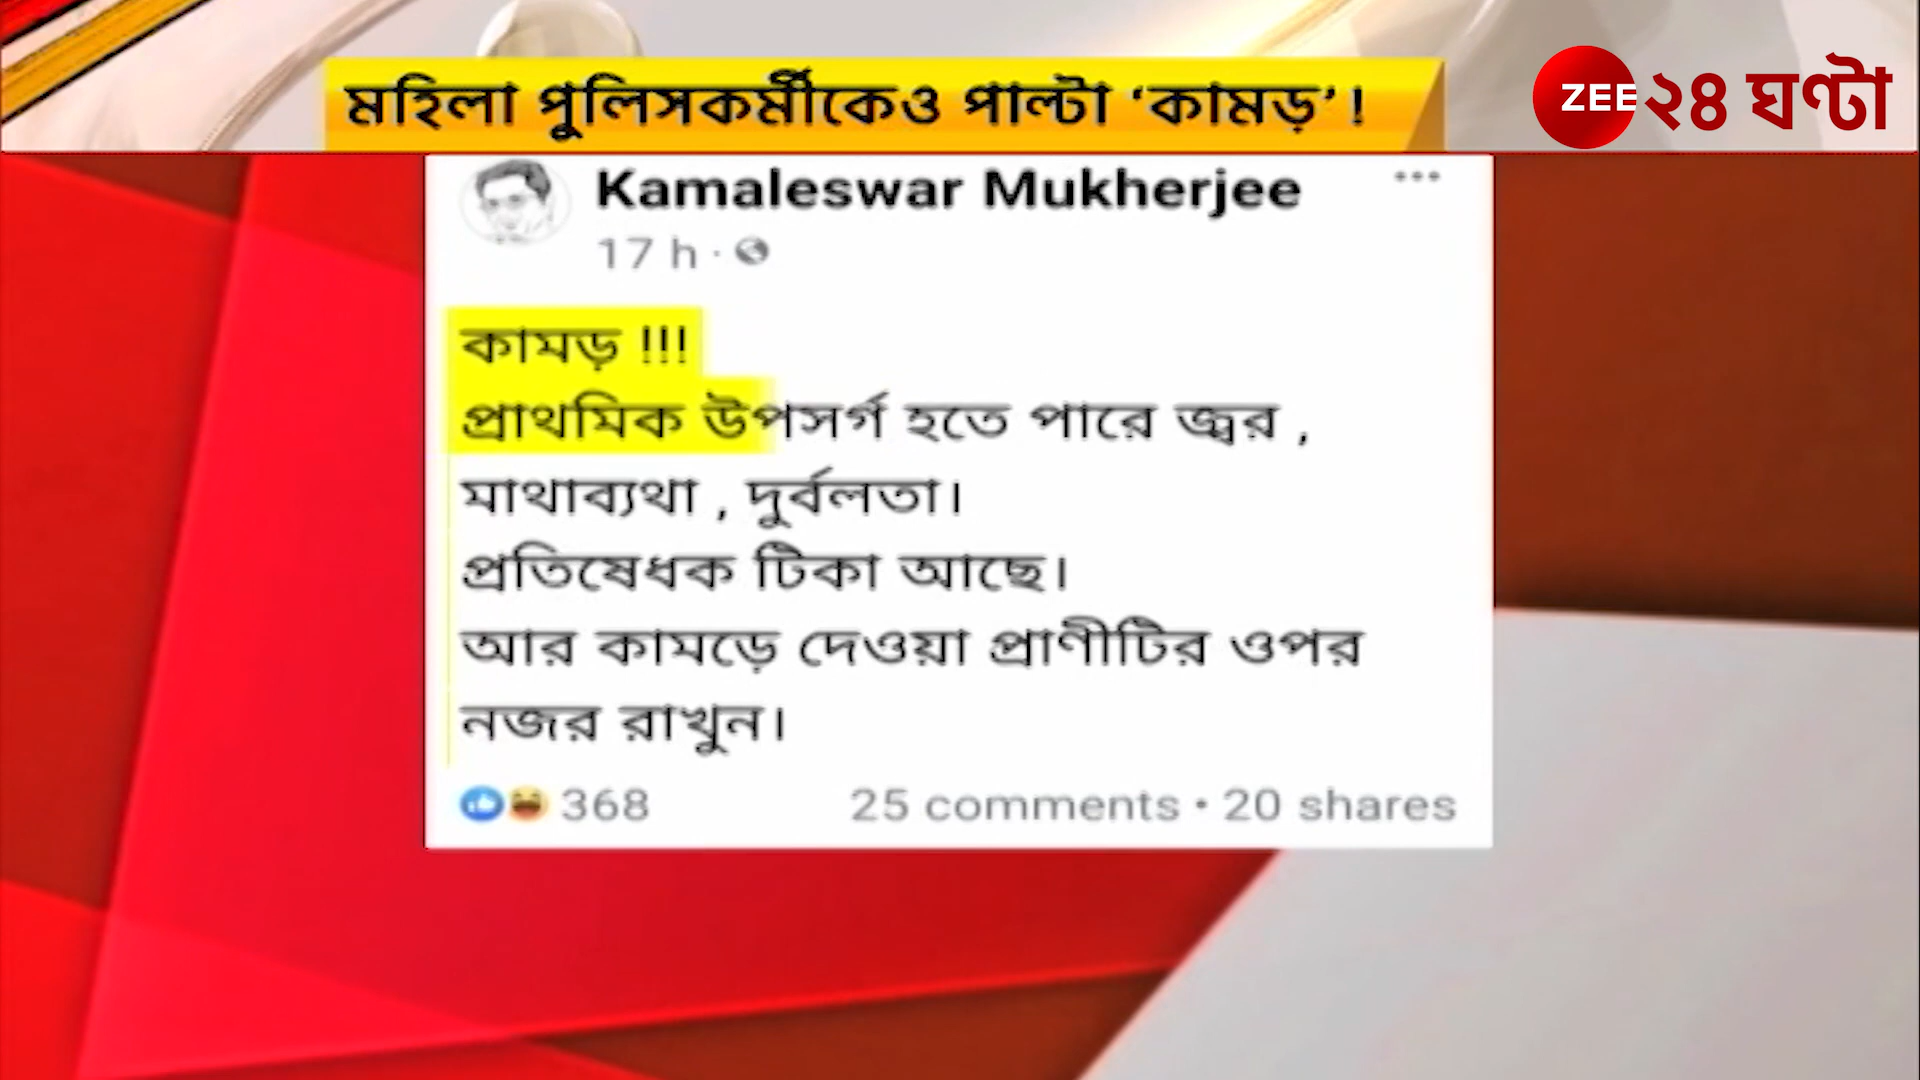 মহিলা পুলিসকর্মীকেও পাল্টা ‘কামড়’!
ZEE ২৪ ঘণ্টা
Kamaleswar Mukherjee
17 h ·
কামড় !!!
প্রাথমিক উপসর্গ হতে পারে জ্বর ,
মাথাব্যথা , দুর্বলতা।
প্রতিষেধক টিকা আছে।
আর কামড়ে দেওয়া প্রাণীটির ওপর
নজর রাখুন।
368 25 comments • 20 shares